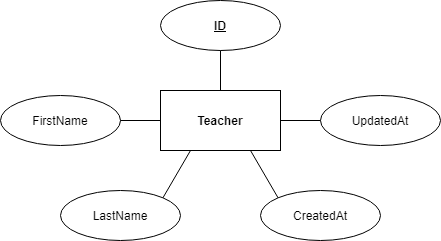 ID
FirstName
Teacher
UpdatedAt
LastName
CreatedAt